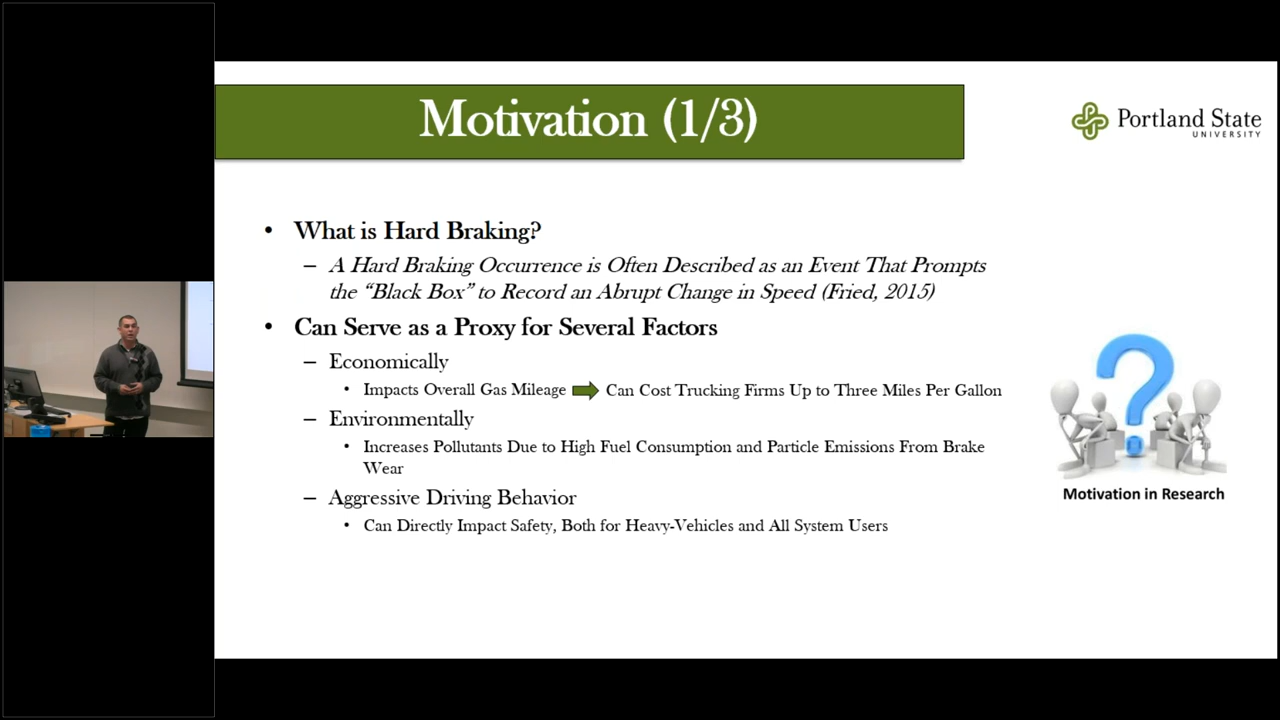 Motivation (1/3)
Portland State
UNIVERSITY
• What is Hard Braking?
– A Hard Braking Occurrence is Often Described as an Event That Prompts
the “Black Box” to Record an Abrupt Change in Speed (Fried, 2015)
• Can Serve as a Proxy for Several Factors
– Economically
• Impacts Overall Gas Mileage Can Cost Trucking Firms Up to Three Miles Per Gallon
– Environmentally
• Increases Pollutants Due to High Fuel Consumption and Particle Emissions From Brake
Wear
– Aggressive Driving Behavior
• Can Directly Impact Safety, Both for Heavy-Vehicles and All System Users
?
Motivation in Research